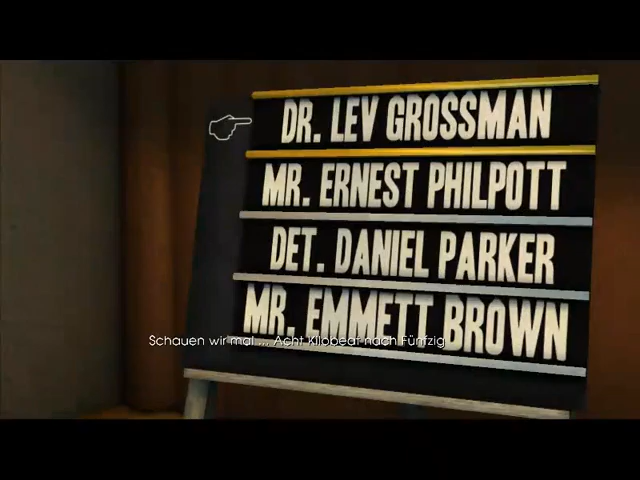 DR. LEV GROSSMAN
MR. ERNEST PHILPOTT
DET. DANIEL PARKER
MR. EMMETT BROWN
Schauen wir mal.... Acht Kilobeat nach Fünfzig